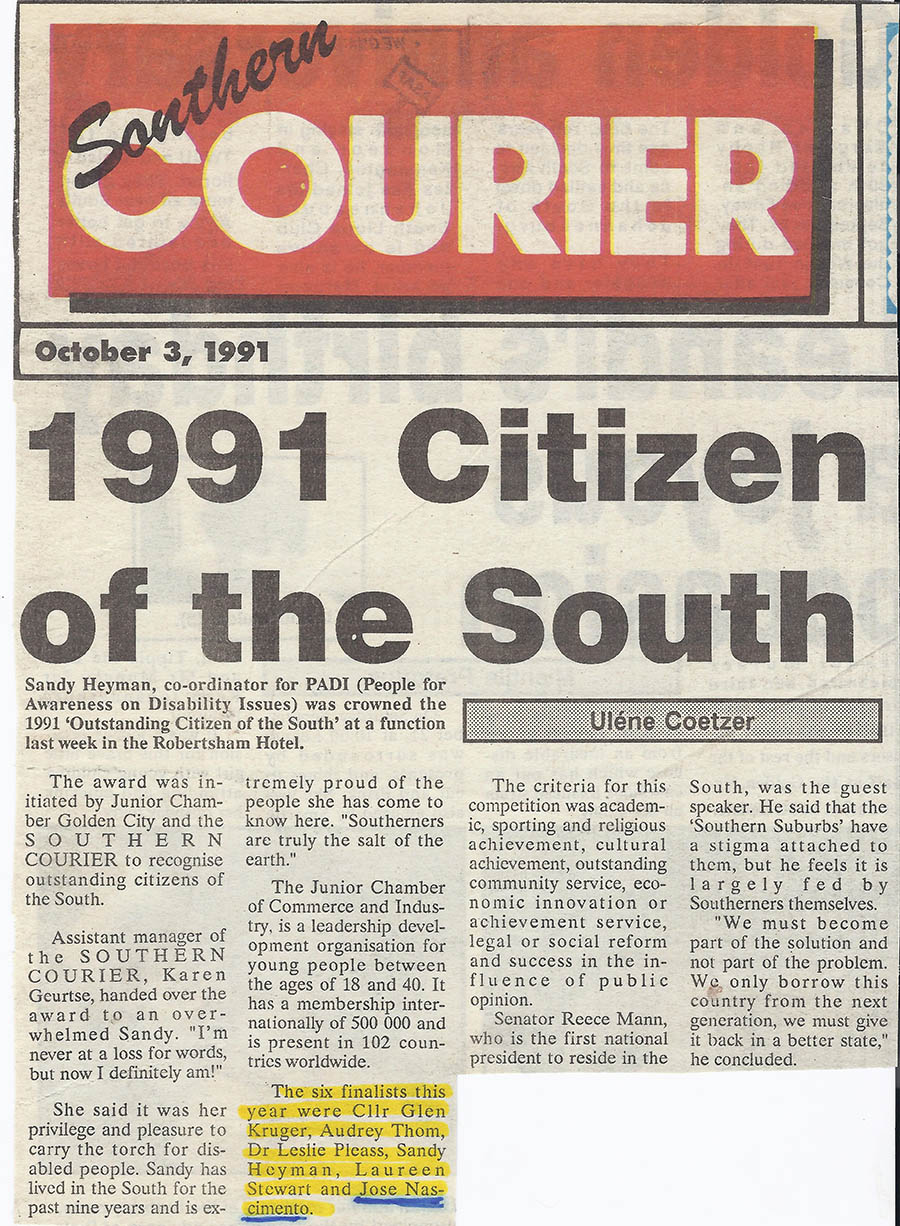 Southern
COURIER
October 3, 1991
1991 Citizen
of the South
Sandy Heyman, co-ordinator for PADI (People for
Awareness on Disability Issues) was crowned the
1991 ‘Outstanding Citizen of the South’ at a function
last week in the Robertsham Hotel.
Uléne Coetzer
The award was in-
itiated by Junior Cham-
ber Golden City and the
SOUTHERN
COURIER to recognise
outstanding citizens of
the South.
Assistant manager of
the SOUTHERN
COURIER, Karen
Geurtse, handed over the
award to an over-
whelmed Sandy. "I'm
never at a loss for words,
but now I definitely am!"
She said it was her
privilege and pleasure to
carry the torch for dis-
abled people. Sandy has
lived in the South for the
past nine years and is ex-
tremely proud of the
people she has come to
know here. "Southerners
are truly the salt of the
earth."
The Junior Chamber
of Commerce and Indus-
try, is a leadership devel-
opment organisation for
young people between
the ages of 18 and 40. It
has a membership inter-
nationally of 500 000 and
is present in 102 coun-
tries worldwide.
The six finalists this
year were Cllr Glen
Kruger, Audrey Thom,
Dr Leslie Pleass, Sandy
Heyman, Laureen
Stewart and Jose Nas-
cimento.
The criteria for this
competition was academ-
ic, sporting and religious
achievement, cultural
achievement, outstanding
community service, eco-
nomic innovation or
achievement service,
legal or social reform
and success in the in-
fluence of public
opinion.
Senator Reece Mann,
who is the first national
president to reside in the
South, was the guest
speaker. He said that the
‘Southern Suburbs’ have
a stigma attached to
them, but he feels it is
largely fed by
Southerners themselves.
"We must become
part of the solution and
not part of the problem.
We only borrow this
country from the next
generation, we must give
it back in a better state,"
he concluded.